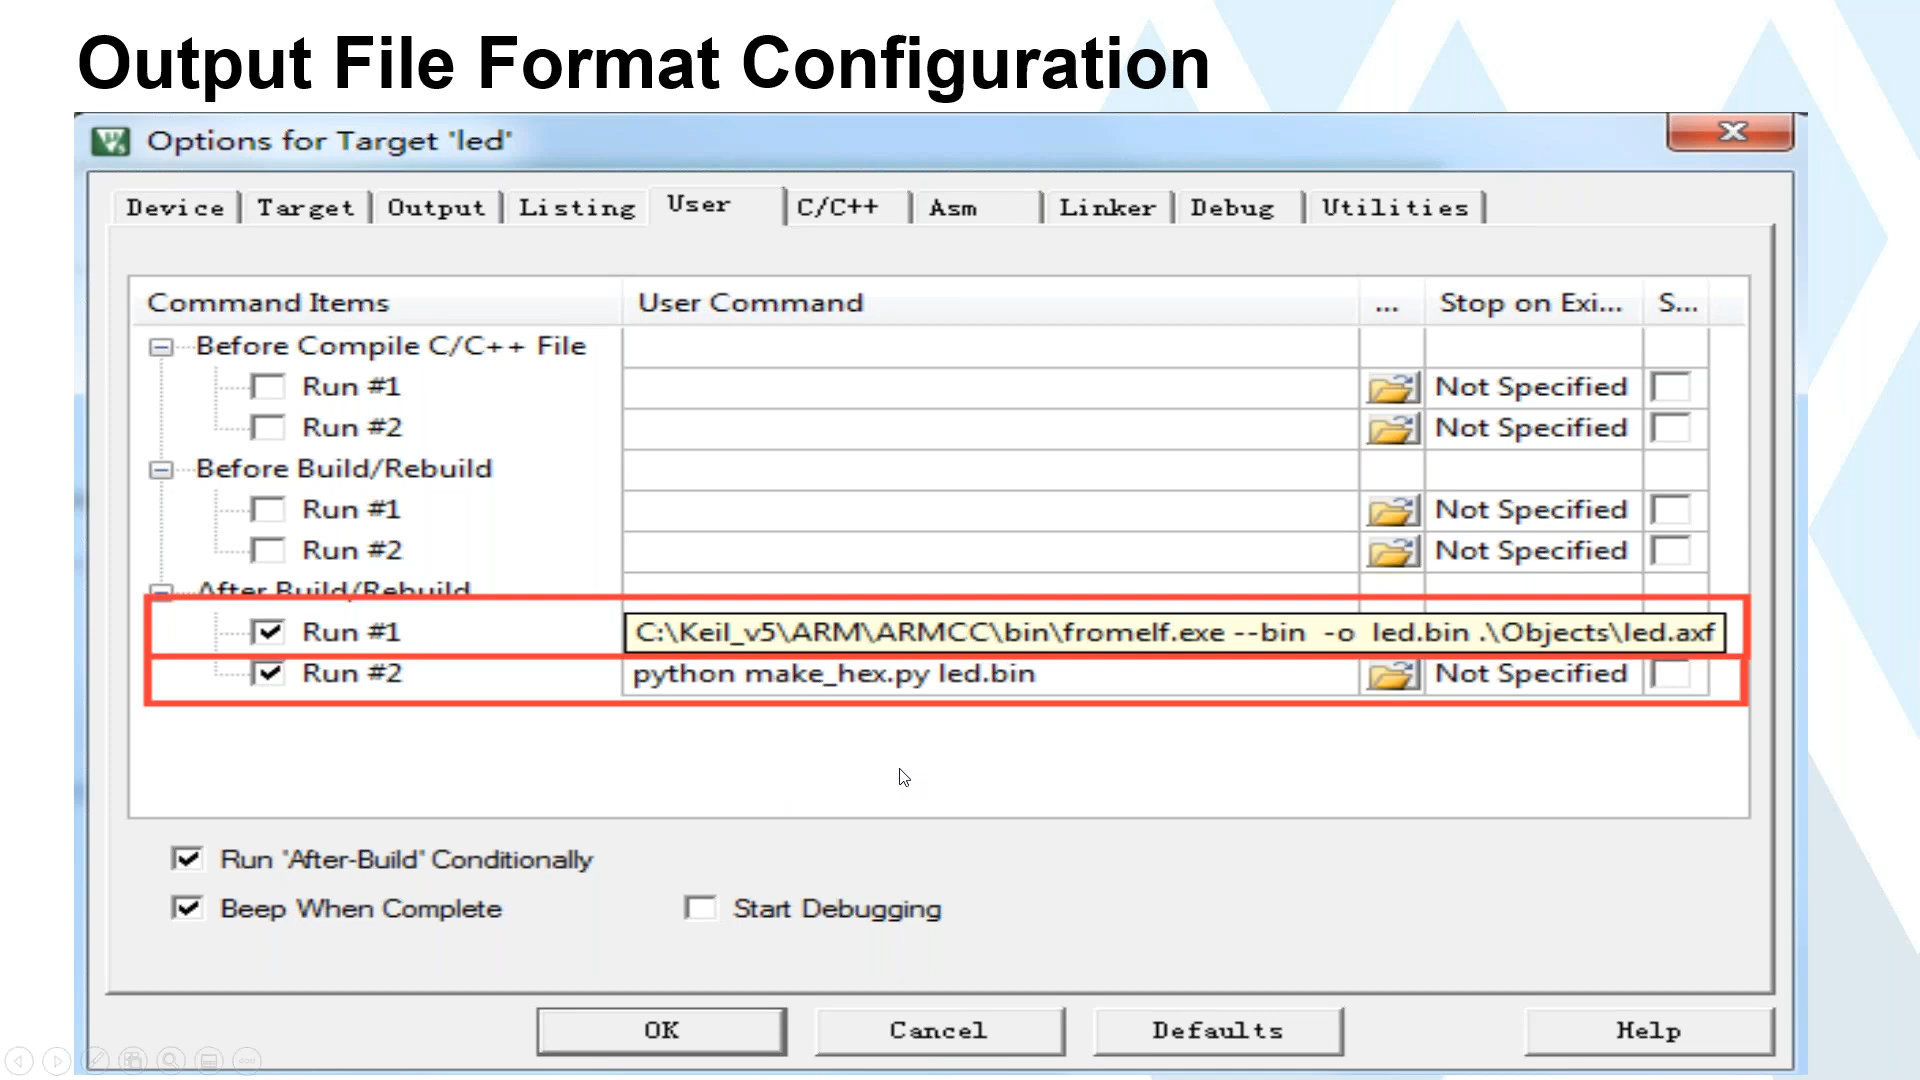 Output File Format Configuration
Options for Target 'led'
Device Target Output Listing User C/C++ Asm Linker Debug Utilities
Command Items User Command ... Stop on Exi... S...
Before Compile C/C++ File
Run #1 Not Specified
Run #2 Not Specified
Before Build/Rebuild
Run #1 Not Specified
Run #2 Not Specified
After Build/Rebuild
Run #1 C:\Keil_v5\ARM\ARMCC\bin\fromelf.exe --bin -o led.bin .\Objects\led.axf
Run #2 python make_hex.py led.bin Not Specified
Run 'After-Build' Conditionally
Beep When Complete Start Debugging
OK Cancel Defaults Help